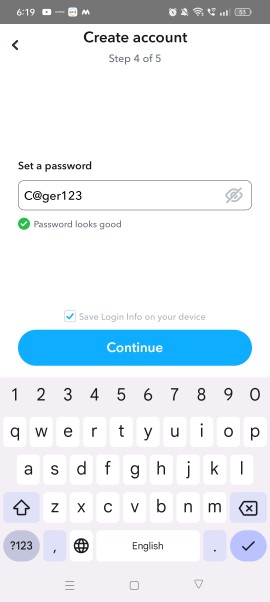 6:19
53
Create account
Step 4 of 5
Set a password
C@ger123
Password looks good
Save Login Info on your device
Continue
1 2 3 4 5 6 7 8 9 0
q w e r t y u i o p
a s d f g h j k l
z x c v b n m
?123 , English .